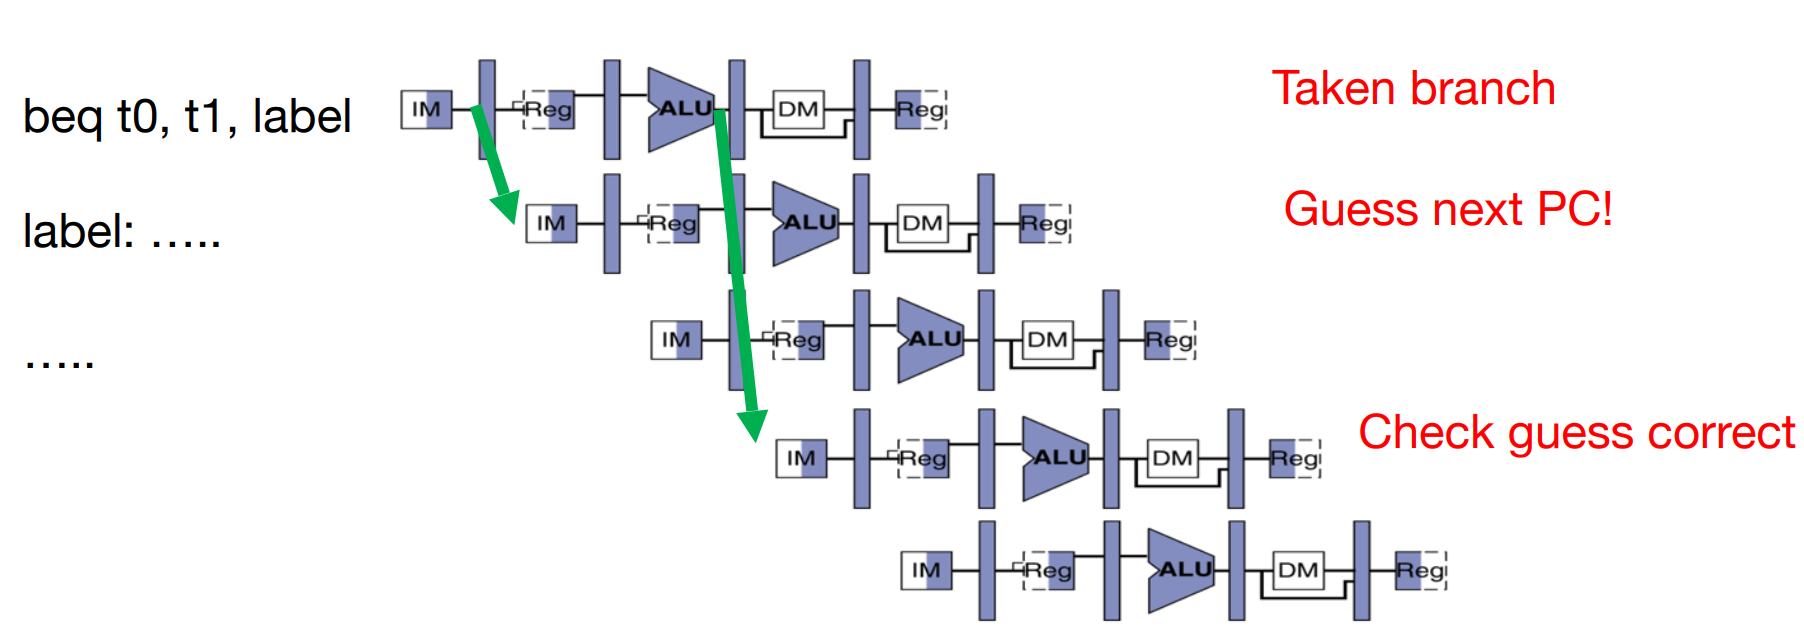 beq t0, t1, label IM Reg ALU DM Reg Taken branch
label: ….. IM Reg ALU DM Reg Guess next PC!
….. IM Reg ALU DM Reg
IM Reg ALU DM Reg Check guess correct
IM Reg ALU DM Reg